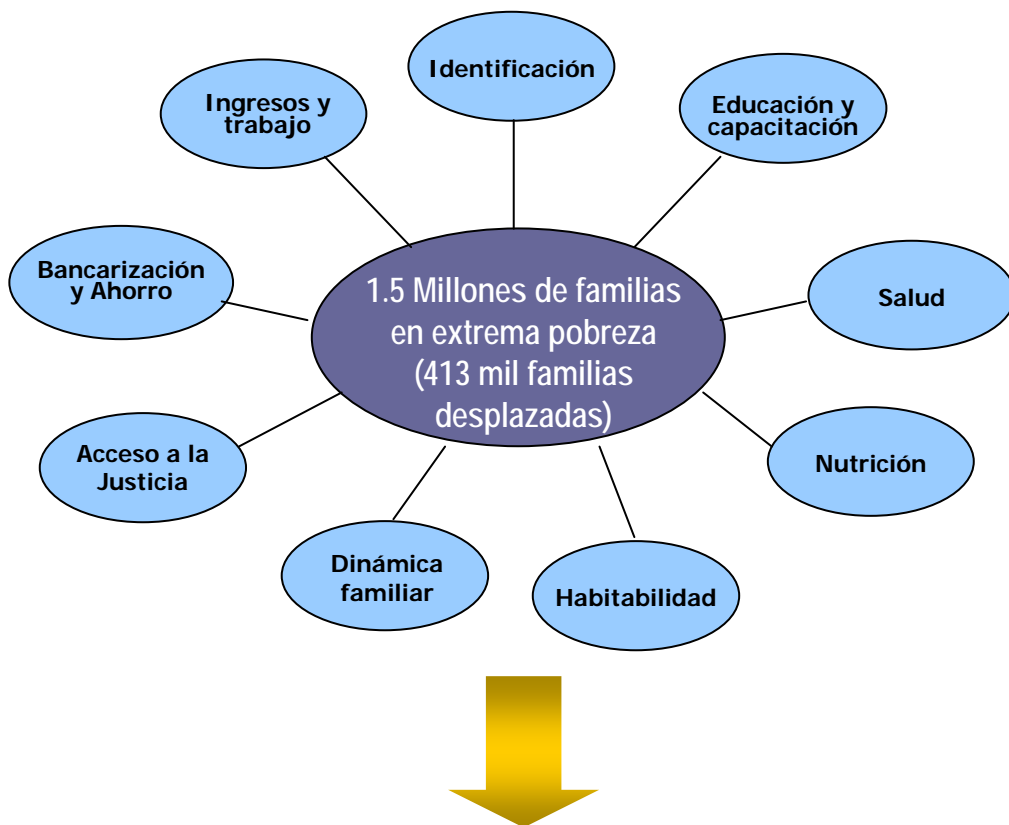 Identificación
Ingresos y
trabajo
Educación y
capacitación
Bancarización
y Ahorro
1.5 Millones de familias
en extrema pobreza
(413 mil familias
desplazadas)
Salud
Acceso a la
Justicia
Nutrición
Dinámica
familiar
Habitabilidad